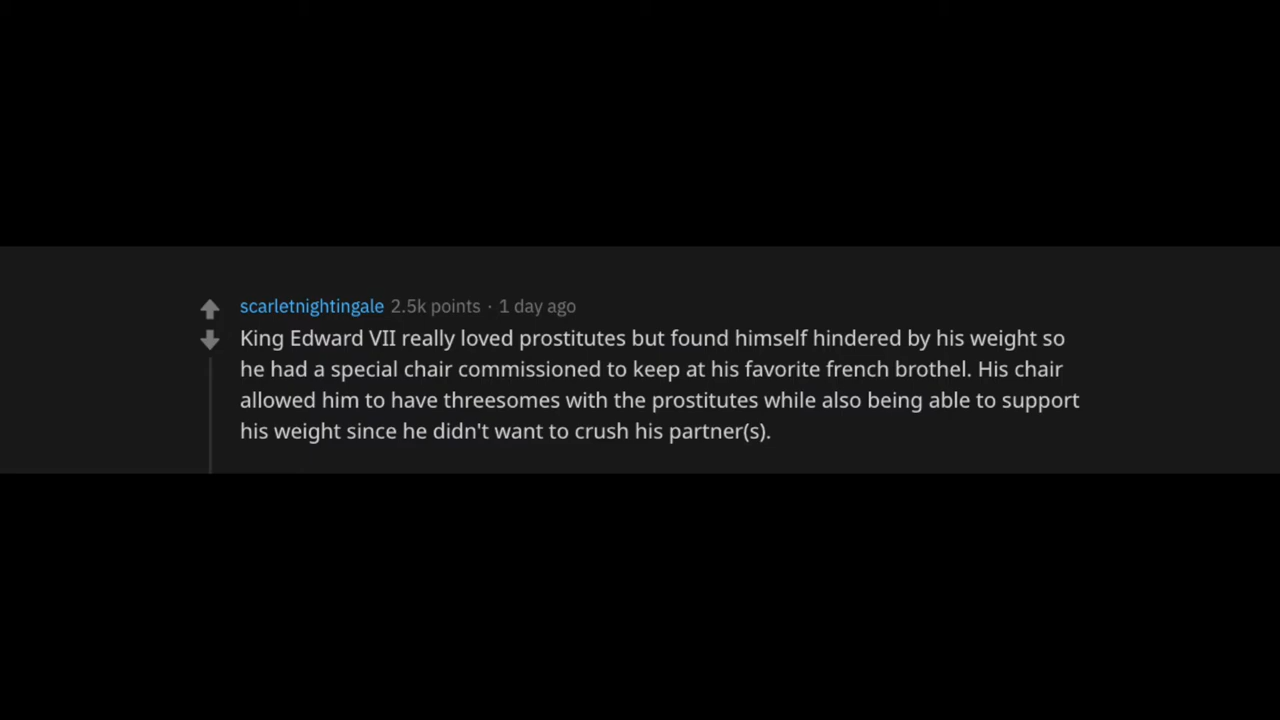 scarletnightingale 2.5k points · 1 day ago
King Edward VII really loved prostitutes but found himself hindered by his weight so
he had a special chair commissioned to keep at his favorite french brothel. His chair
allowed him to have threesomes with the prostitutes while also being able to support
his weight since he didn't want to crush his partner(s).